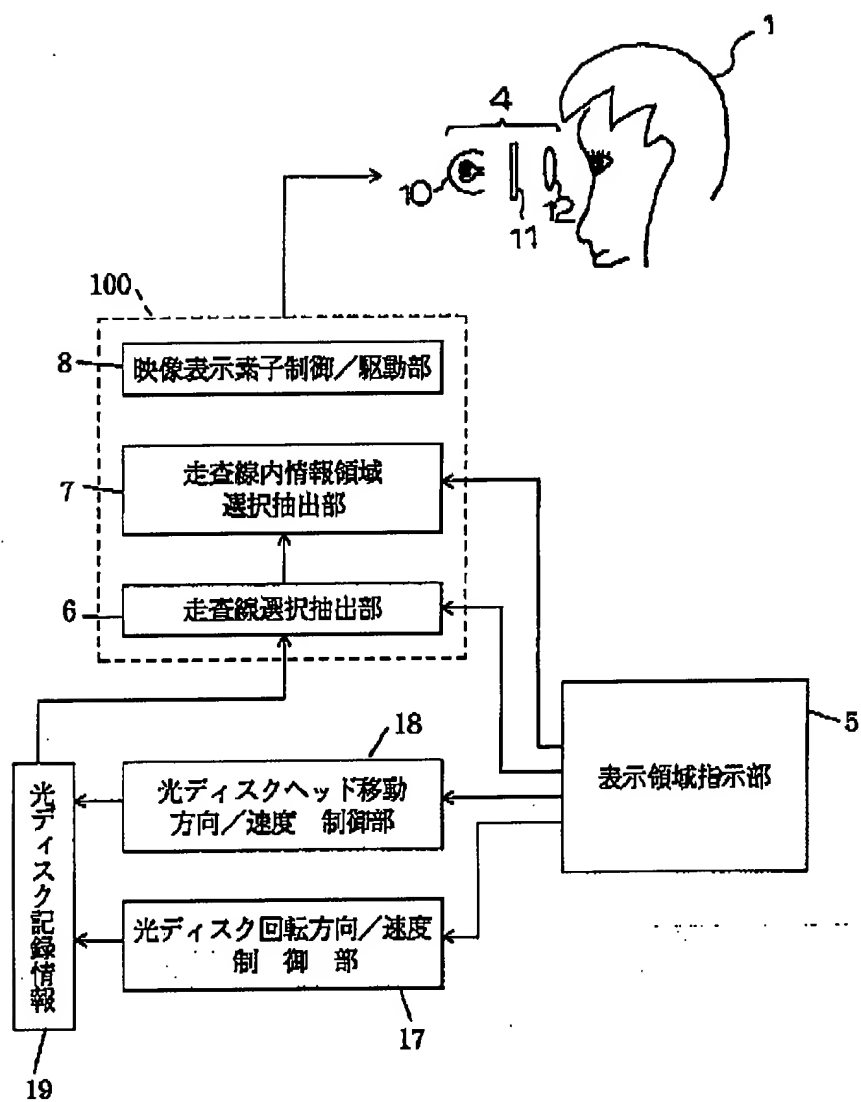 1
4
10
11
12
100
8
映像表示素子制御/駆動部
7
走査線内情報領域
選択抽出部
6
走査線選択抽出部
5
表示領域指示部
18
光ディスクヘッド移動
方向/速度 制御部
光ディスク回転方向/速度
制 御 部
17
光ディスク記録情報
19